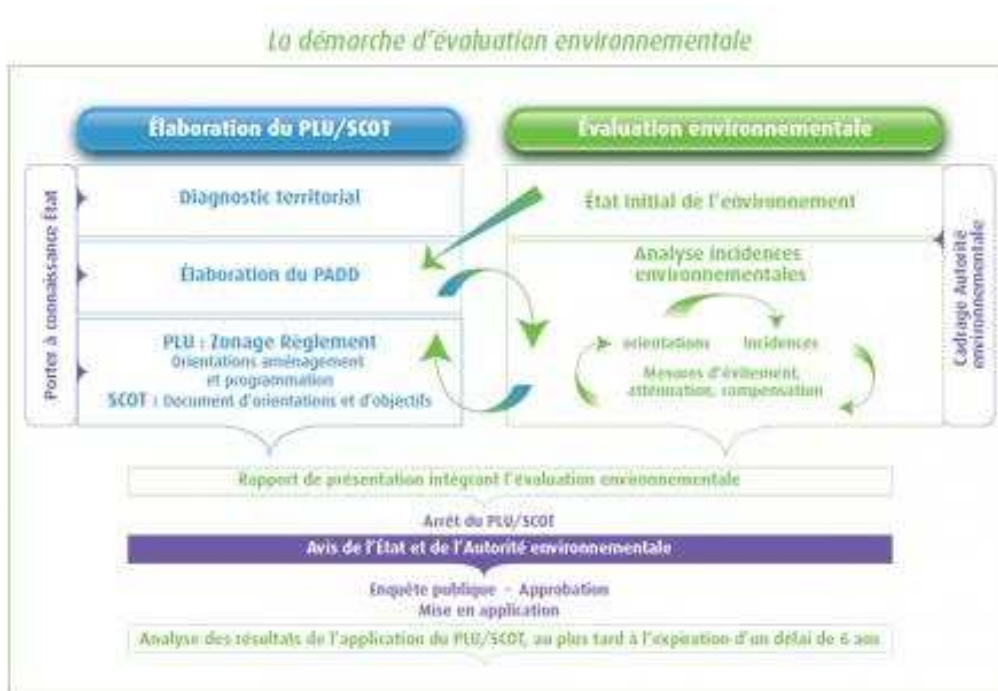 La démarche d'évaluation environnementale
Élaboration du PLU/SCOT
Évaluation environnementale
Porter à connaissance État
Diagnostic territorial
Élaboration du PADD
PLU : Zonage Règlement
Orientations aménagement
et programmation
SCOT : Document d'orientations et d'objectifs
État initial de l'environnement
Analyse incidences
environnementales
orientations
Incidences
Mesures d'évitement,
atténuation, compensation
Cadrage Autorité
environnementale
Rapport de présentation intégrant l'évaluation environnementale
Arrêt du PLU/SCOT
Avis de l'État et de l'Autorité environnementale
Enquête publique - Approbation
Mise en application
Analyse des résultats de l'application du PLU/SCOT, au plus tard à l'expiration d'un délai de 6 ans